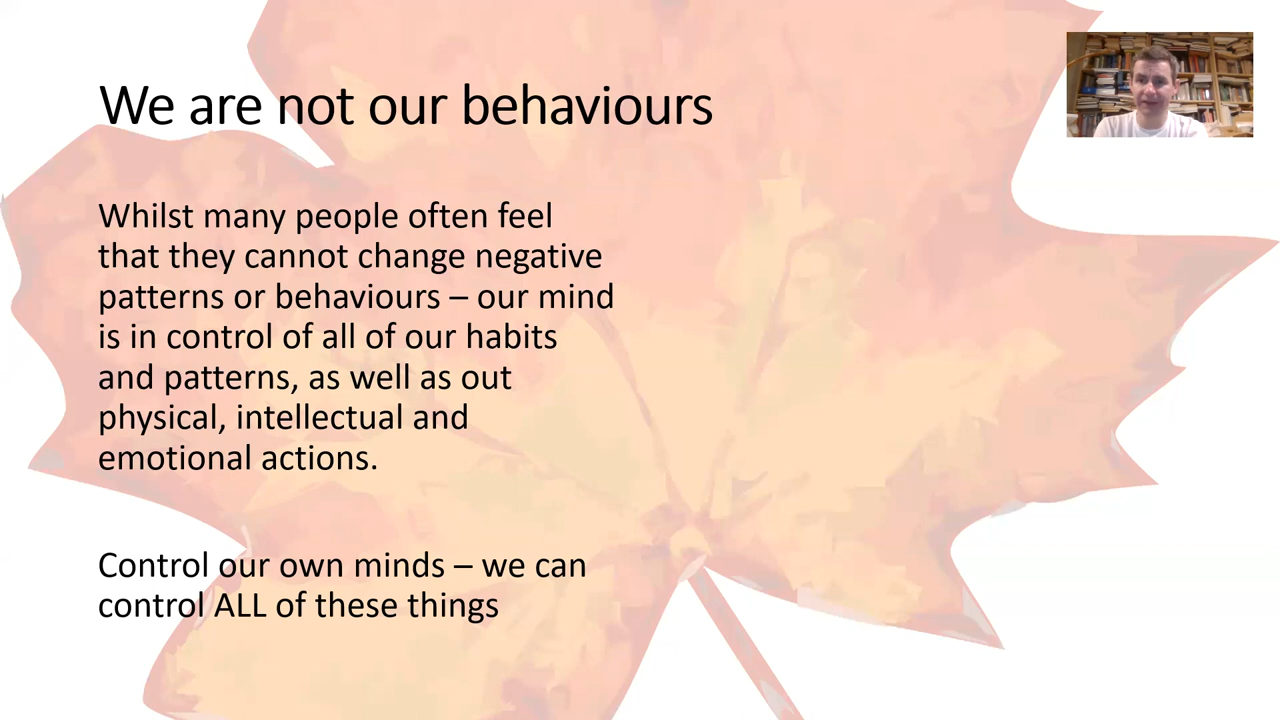 We are not our behaviours
Whilst many people often feel
that they cannot change negative
patterns or behaviours – our mind
is in control of all of our habits
and patterns, as well as out
physical, intellectual and
emotional actions.
Control our own minds – we can
control ALL of these things